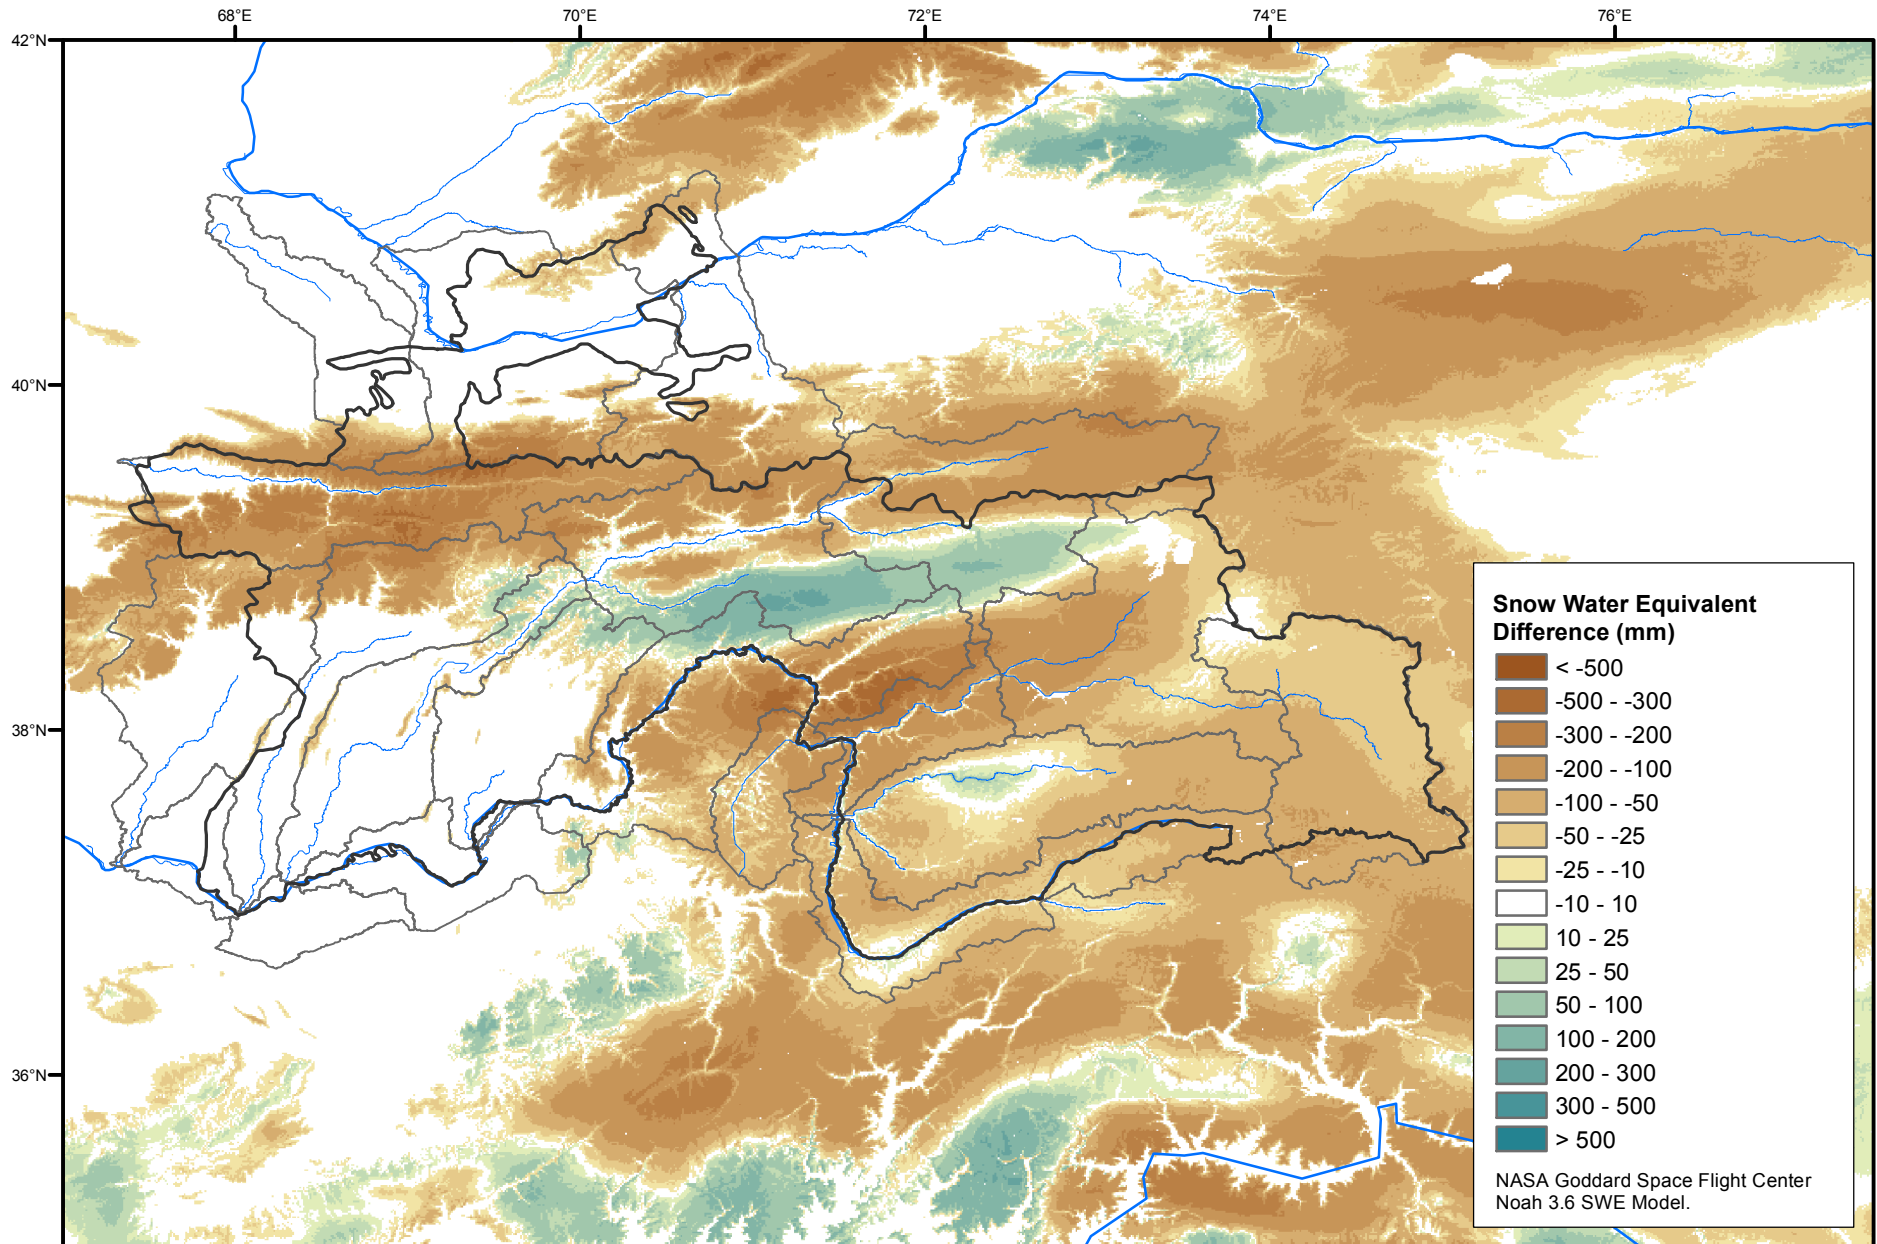 68°E 70°E 72°E 74°E 76°E
42°N
40°N
38°N
36°N
Snow Water Equivalent
Difference (mm)
< -500
-500 - -300
-300 - -200
-200 - -100
-100 - -50
-50 - -25
-25 - -10
-10 - 10
10 - 25
25 - 50
50 - 100
100 - 200
200 - 300
300 - 500
> 500
NASA Goddard Space Flight Center
Noah 3.6 SWE Model.